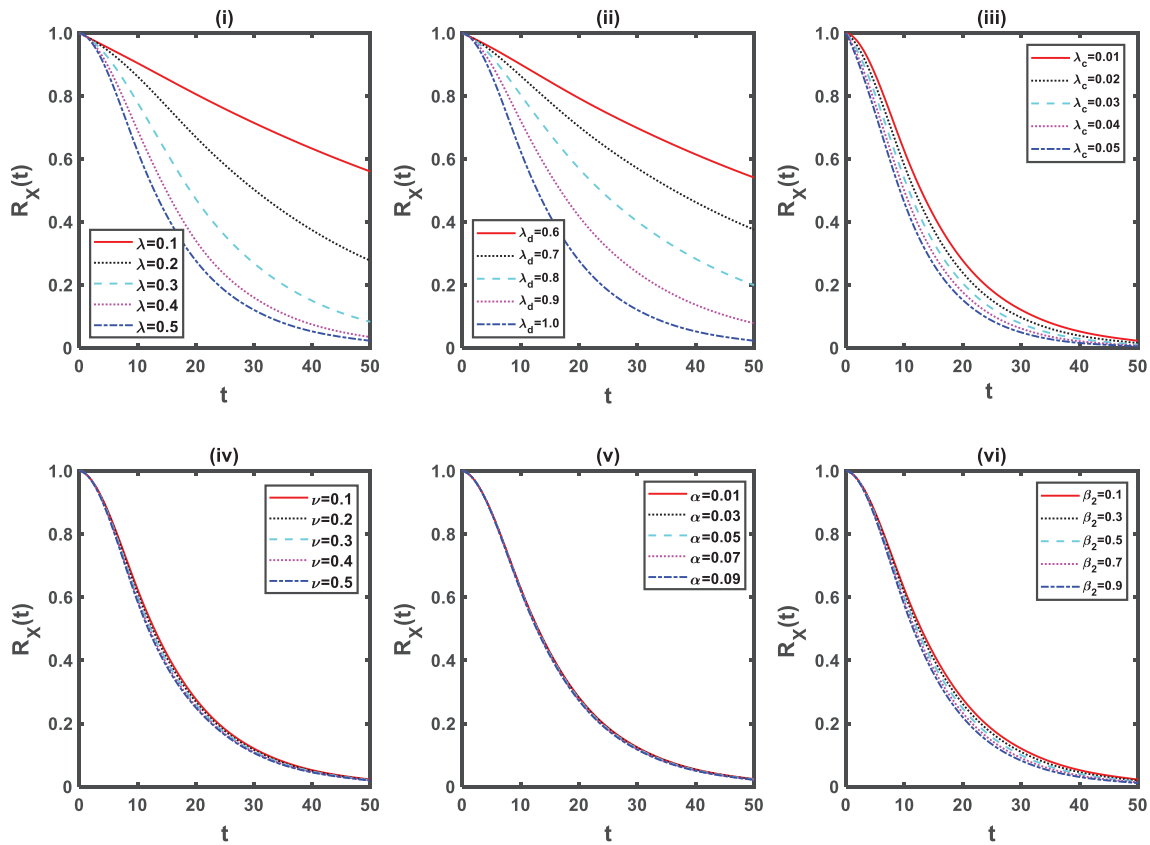 (i)
1.0
0.8
0.6
0.4
0.2
0
R_X(t)
λ=0.1
λ=0.2
λ=0.3
λ=0.4
λ=0.5
0 10 20 30 40 50
t
(ii)
1.0
0.8
0.6
0.4
0.2
0
R_X(t)
λ_d=0.6
λ_d=0.7
λ_d=0.8
λ_d=0.9
λ_d=1.0
0 10 20 30 40 50
t
(iii)
1.0
0.8
0.6
0.4
0.2
0
R_X(t)
λ_c=0.01
λ_c=0.02
λ_c=0.03
λ_c=0.04
λ_c=0.05
0 10 20 30 40 50
t
(iv)
1.0
0.8
0.6
0.4
0.2
0
R_X(t)
ν=0.1
ν=0.2
ν=0.3
ν=0.4
ν=0.5
0 10 20 30 40 50
t
(v)
1.0
0.8
0.6
0.4
0.2
0
R_X(t)
α=0.01
α=0.03
α=0.05
α=0.07
α=0.09
0 10 20 30 40 50
t
(vi)
1.0
0.8
0.6
0.4
0.2
0
R_X(t)
β_2=0.1
β_2=0.3
β_2=0.5
β_2=0.7
β_2=0.9
0 10 20 30 40 50
t